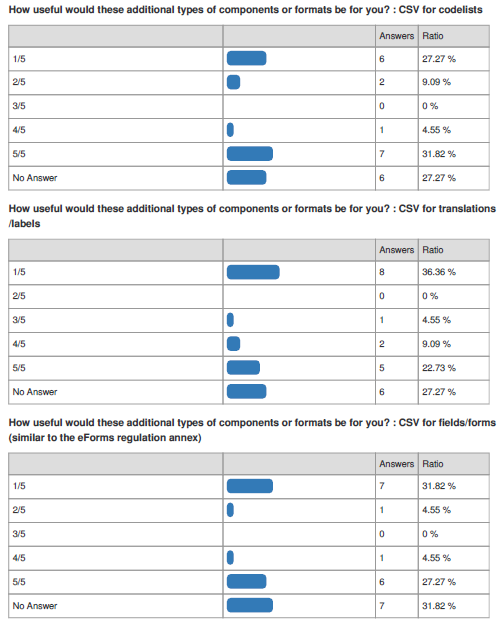 How useful would these additional types of components or formats be for you? : CSV for codelists
Answers Ratio
1/5 6 27.27 %
2/5 2 9.09 %
3/5 0 0 %
4/5 1 4.55 %
5/5 7 31.82 %
No Answer 6 27.27 %
How useful would these additional types of components or formats be for you? : CSV for translations
/labels
Answers Ratio
1/5 8 36.36 %
2/5 0 0 %
3/5 1 4.55 %
4/5 2 9.09 %
5/5 5 22.73 %
No Answer 6 27.27 %
How useful would these additional types of components or formats be for you? : CSV for fields/forms
(similar to the eForms regulation annex)
Answers Ratio
1/5 7 31.82 %
2/5 1 4.55 %
3/5 0 0 %
4/5 1 4.55 %
5/5 6 27.27 %
No Answer 7 31.82 %